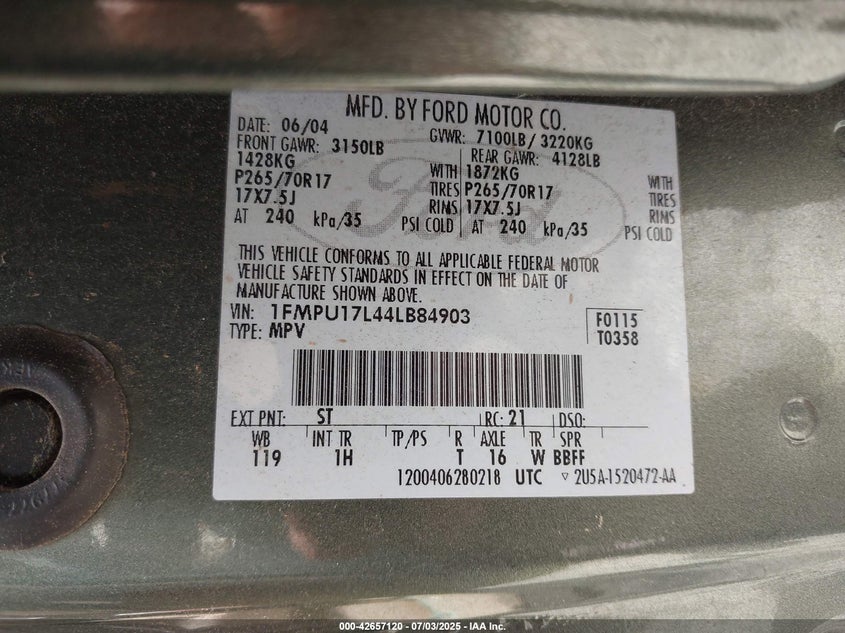 MFD. BY FORD MOTOR CO.
DATE: 06/04 GVWR: 7100LB/ 3220KG
FRONT GAWR: 3150LB REAR GAWR: 4128LB
1428KG WITH 1872KG WITH
P265/70R17 TIRES P265/70R17 TIRES
17X7.5J RIMS 17X7.5J RIMS
AT 240 kPa/35 PSI COLD AT 240 kPa/35 PSI COLD
Ford
THIS VEHICLE CONFORMS TO ALL APPLICABLE FEDERAL MOTOR
VEHICLE SAFETY STANDARDS IN EFFECT ON THE DATE OF
MANUFACTURE SHOWN ABOVE.
VIN: 1FMPU17L44LB84903 F0115
TYPE: MPV T0358
EXT PNT: ST RC: 21 DSO:
WB INT TR TP/PS R AXLE TR SPR
119 1H T 16 W BBFF
1200406280218 UTC ▽ 2U5A-1520472-AA
000-42657120 - 07/03/2025 - IAA Inc.